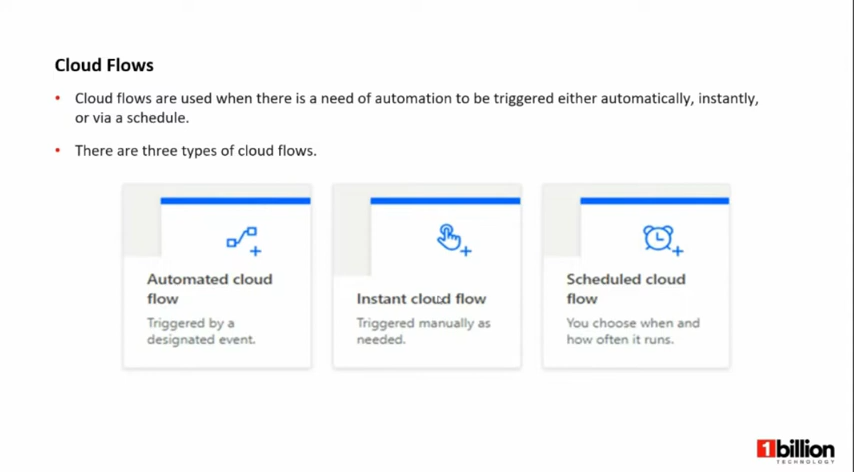 Cloud Flows
• Cloud flows are used when there is a need of automation to be triggered either automatically, instantly,
or via a schedule.
• There are three types of cloud flows.
Automated cloud
flow
Triggered by a
designated event.
Instant cloud flow
Triggered manually as
needed.
Scheduled cloud
flow
You choose when and
how often it runs.
1billion
TECHNOLOGY